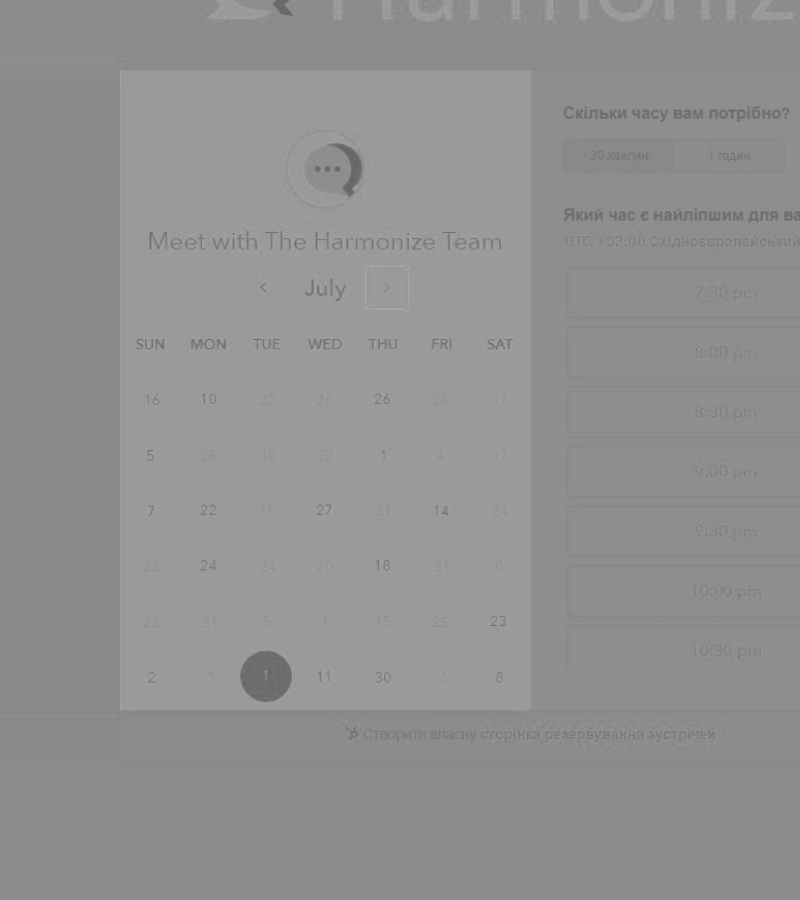 Harmoniz
Meet with The Harmonize Team
July
SUN MON TUE WED THU FRI SAT
16 10 22 26 26 28 17
5 28 10 22 1 4 17
7 22 15 27 31 14 24
22 24 24 20 18 31 8
22 31 5 1 15 25 23
2 3 1 11 30 2 8
Скільки часу вам потрібно?
30 хвилин 1 годин
Який час є найліпшим для ва
UTC +03:00 Східноєвропейський
7:30 pm
8:00 pm
8:30 pm
9:00 pm
9:30 pm
10:00 pm
10:30 pm
Створити власну сторінка резервування зустрічей